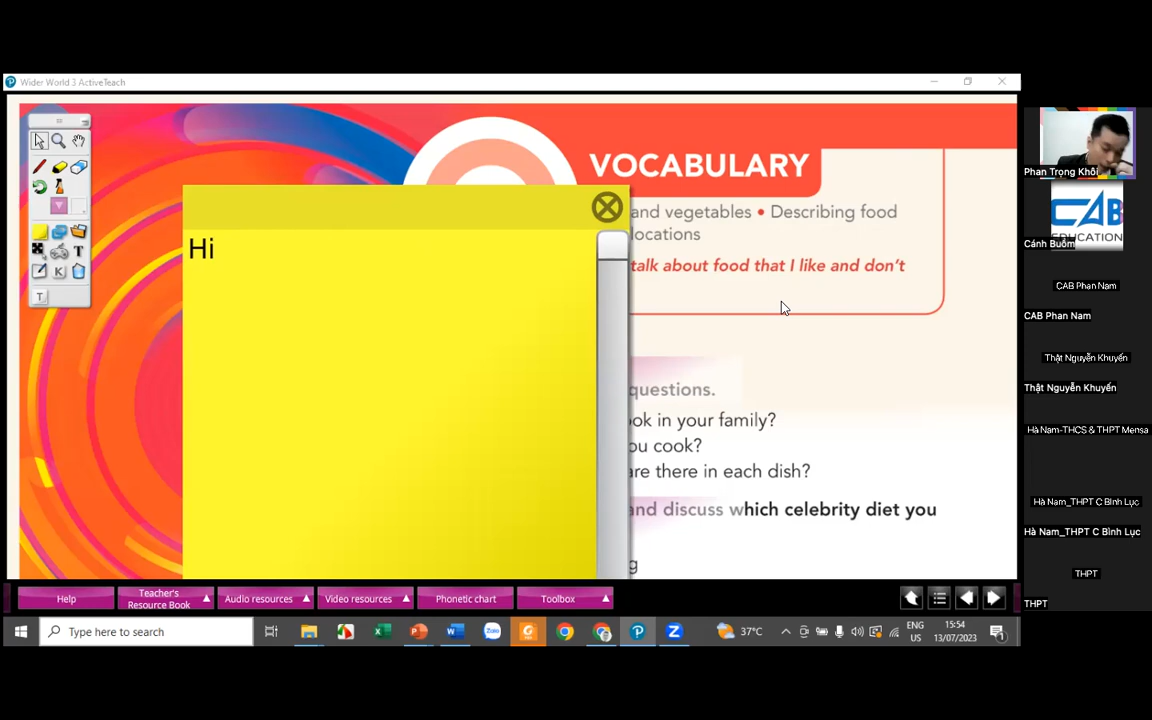 Wider World 3 ActiveTeach
VOCABULARY
and vegetables • Describing food
locations
talk about food that I like and don't
Hi
questions.
ok in your family?
ou cook?
are there in each dish?
and discuss which celebrity diet you
g
T
K
T
Help
Teacher's
Resource Book
Audio resources
Video resources
Phonetic chart
Toolbox
Type here to search
Zalo
37°C
ENG
US
15:54
13/07/2023
1
Phan Trọng Khôi
CAB
EDUCATION
Cánh Buồm
CAB Phan Nam
CAB Phan Nam
Thật Nguyễn Khuyến
Thật Nguyễn Khuyến
Hà Nam-THCS & THPT Mensa
Hà Nam_THPT C Bình Lục
Hà Nam_THPT C Bình Lục
THPT
THPT